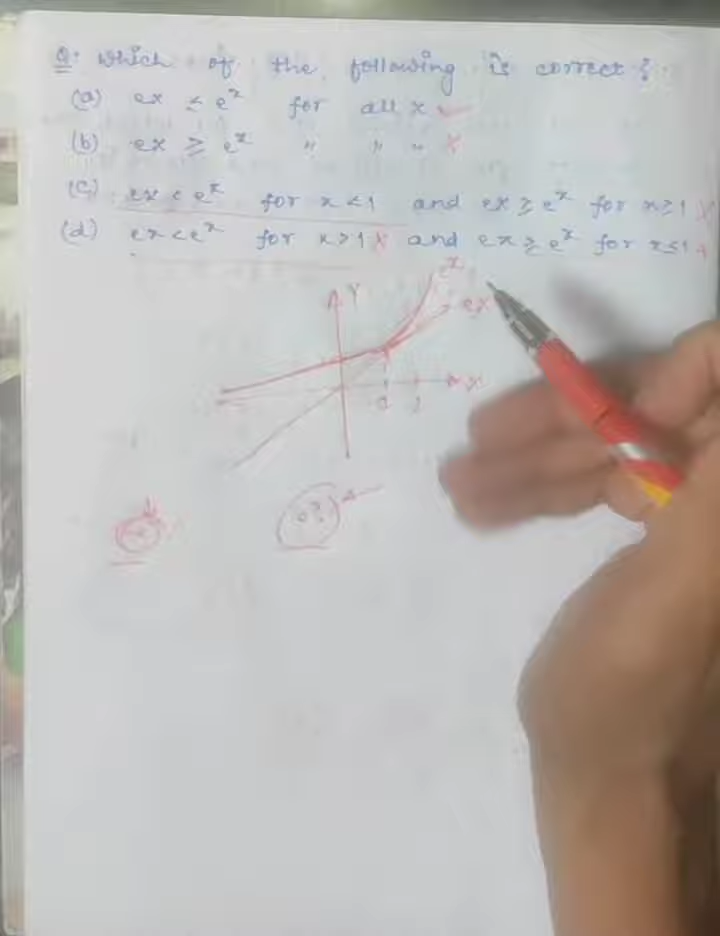 Q. Which of the following is correct?
(a) ex ≤ e^x for all x ✓
(b) ex ≥ e^x " " " ×
(c) ex < e^x for x < 1 and ex ≥ e^x for x ≥ 1 ×
(d) ex < e^x for x > 1 × and ex ≥ e^x for x ≤ 1 ×
e^x
Y ex
X